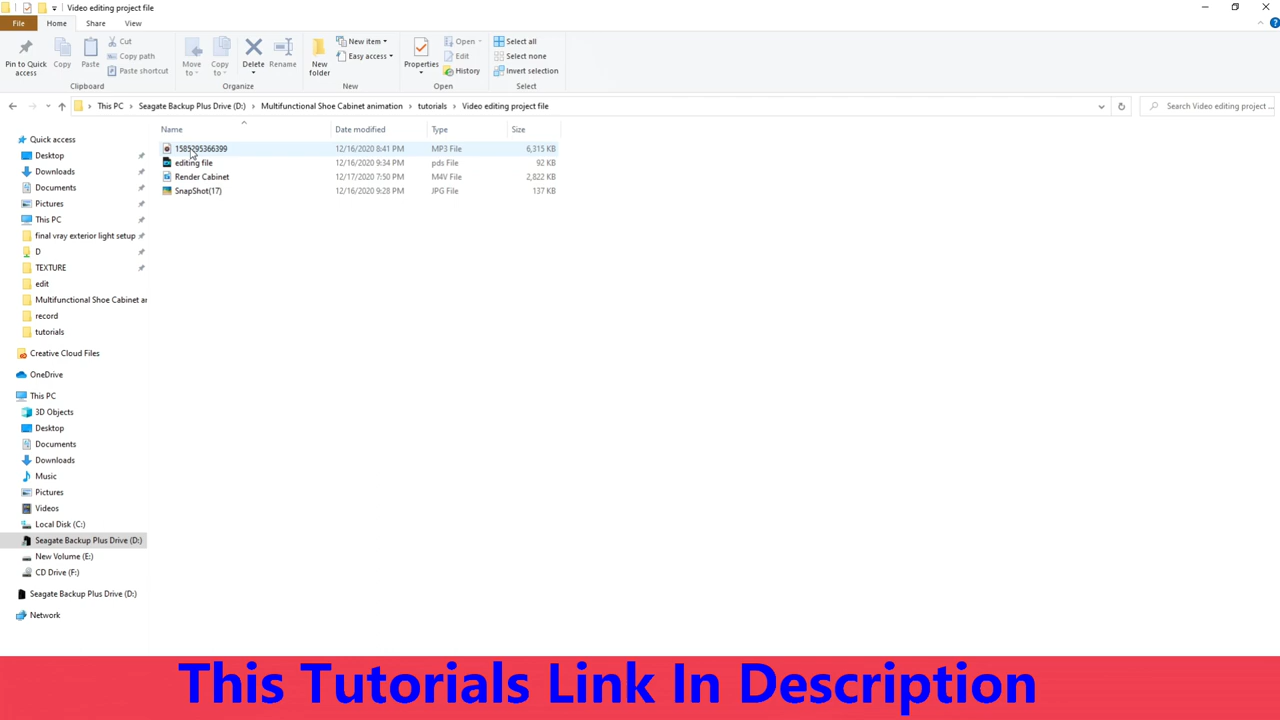 Video editing project file
File
Home
Share
View
Pin to Quick access
Copy
Paste
Cut
Copy path
Paste shortcut
Clipboard
Move to
Copy to
Delete
Rename
Organize
New folder
New item
Easy access
New
Properties
Open
Edit
History
Open
Select all
Select none
Invert selection
Select
This PC > Seagate Backup Plus Drive (D:) > Multifunctional Shoe Cabinet animation > tutorials > Video editing project file
Search Video editing project ...
Name Date modified Type Size
1585295366399 12/16/2020 8:41 PM MP3 File 6,315 KB
editing file 12/16/2020 9:34 PM pds File 92 KB
Render Cabinet 12/17/2020 7:50 PM M4V File 2,822 KB
SnapShot(17) 12/16/2020 9:28 PM JPG File 137 KB
Quick access
Desktop
Downloads
Documents
Pictures
This PC
final vray exterior light setup
D
TEXTURE
edit
Multifunctional Shoe Cabinet ar
record
tutorials
Creative Cloud Files
OneDrive
This PC
3D Objects
Desktop
Documents
Downloads
Music
Pictures
Videos
Local Disk (C:)
Seagate Backup Plus Drive (D:)
New Volume (E:)
CD Drive (F:)
Seagate Backup Plus Drive (D:)
Network
This Tutorials Link In Description